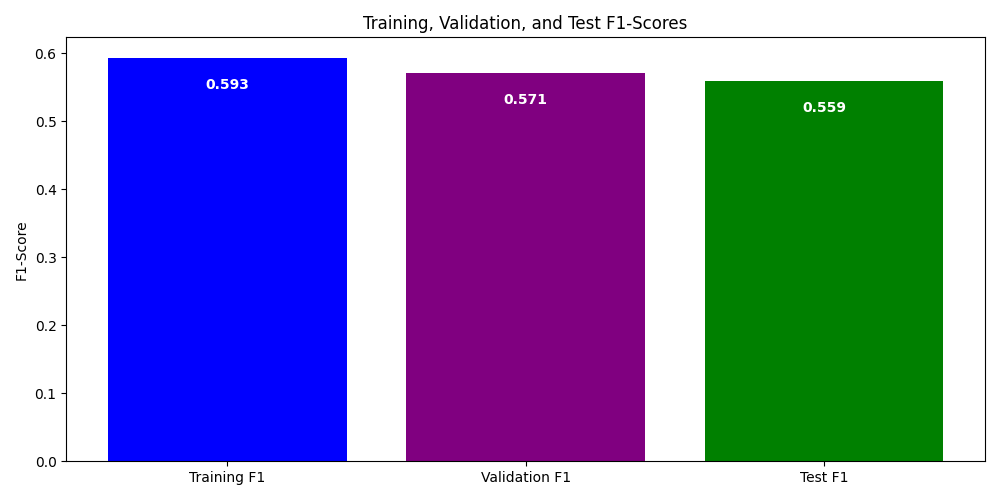 Training, Validation, and Test F1-Scores
F1-Score
0.6
0.5
0.4
0.3
0.2
0.1
0.0
0.593
0.571
0.559
Training F1
Validation F1
Test F1